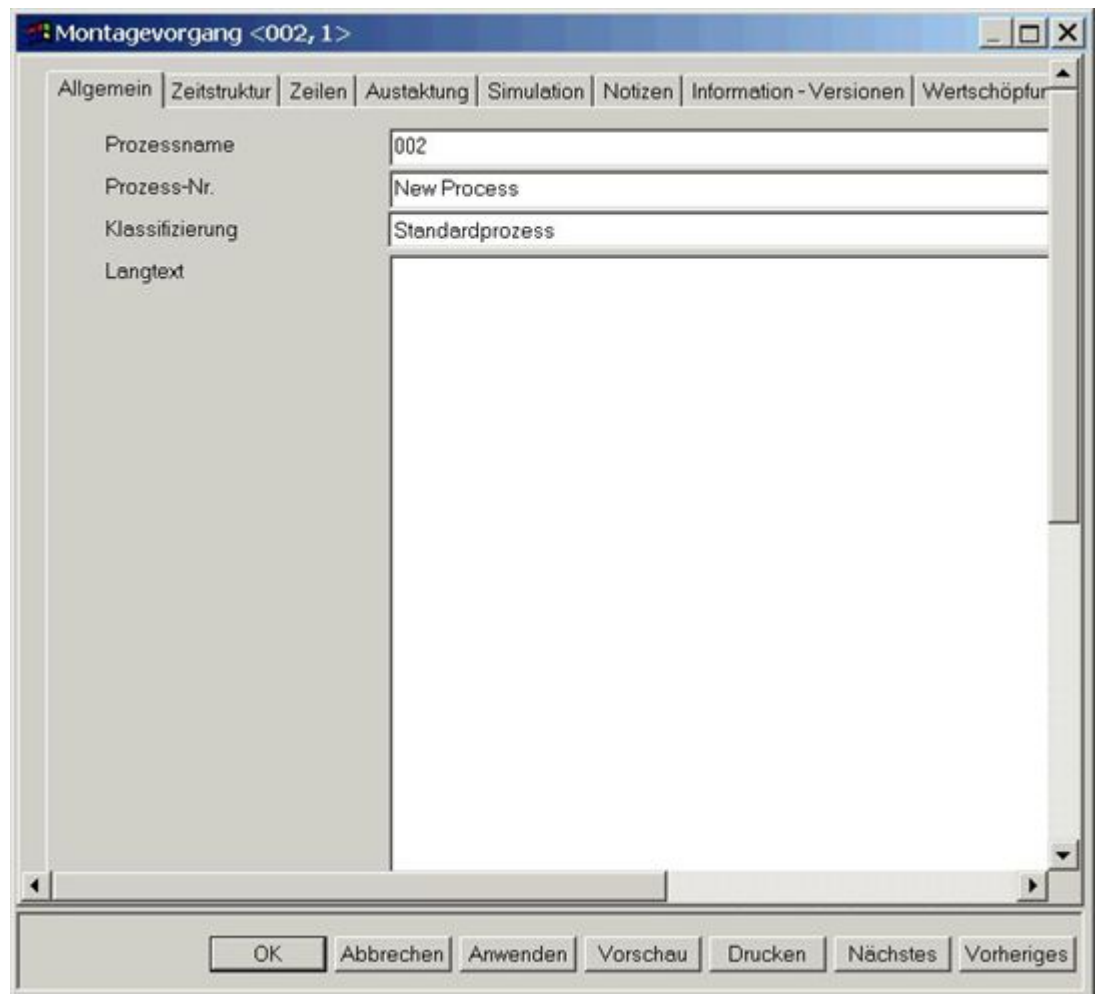 Montagevorgang <002, 1>
Allgemein Zeitstruktur Zeilen Austaktung Simulation Notizen Information - Versionen Wertschöpfun
Prozessname 002
Prozess-Nr. New Process
Klassifizierung Standardprozess
Langtext
OK Abbrechen Anwenden Vorschau Drucken Nächstes Vorheriges